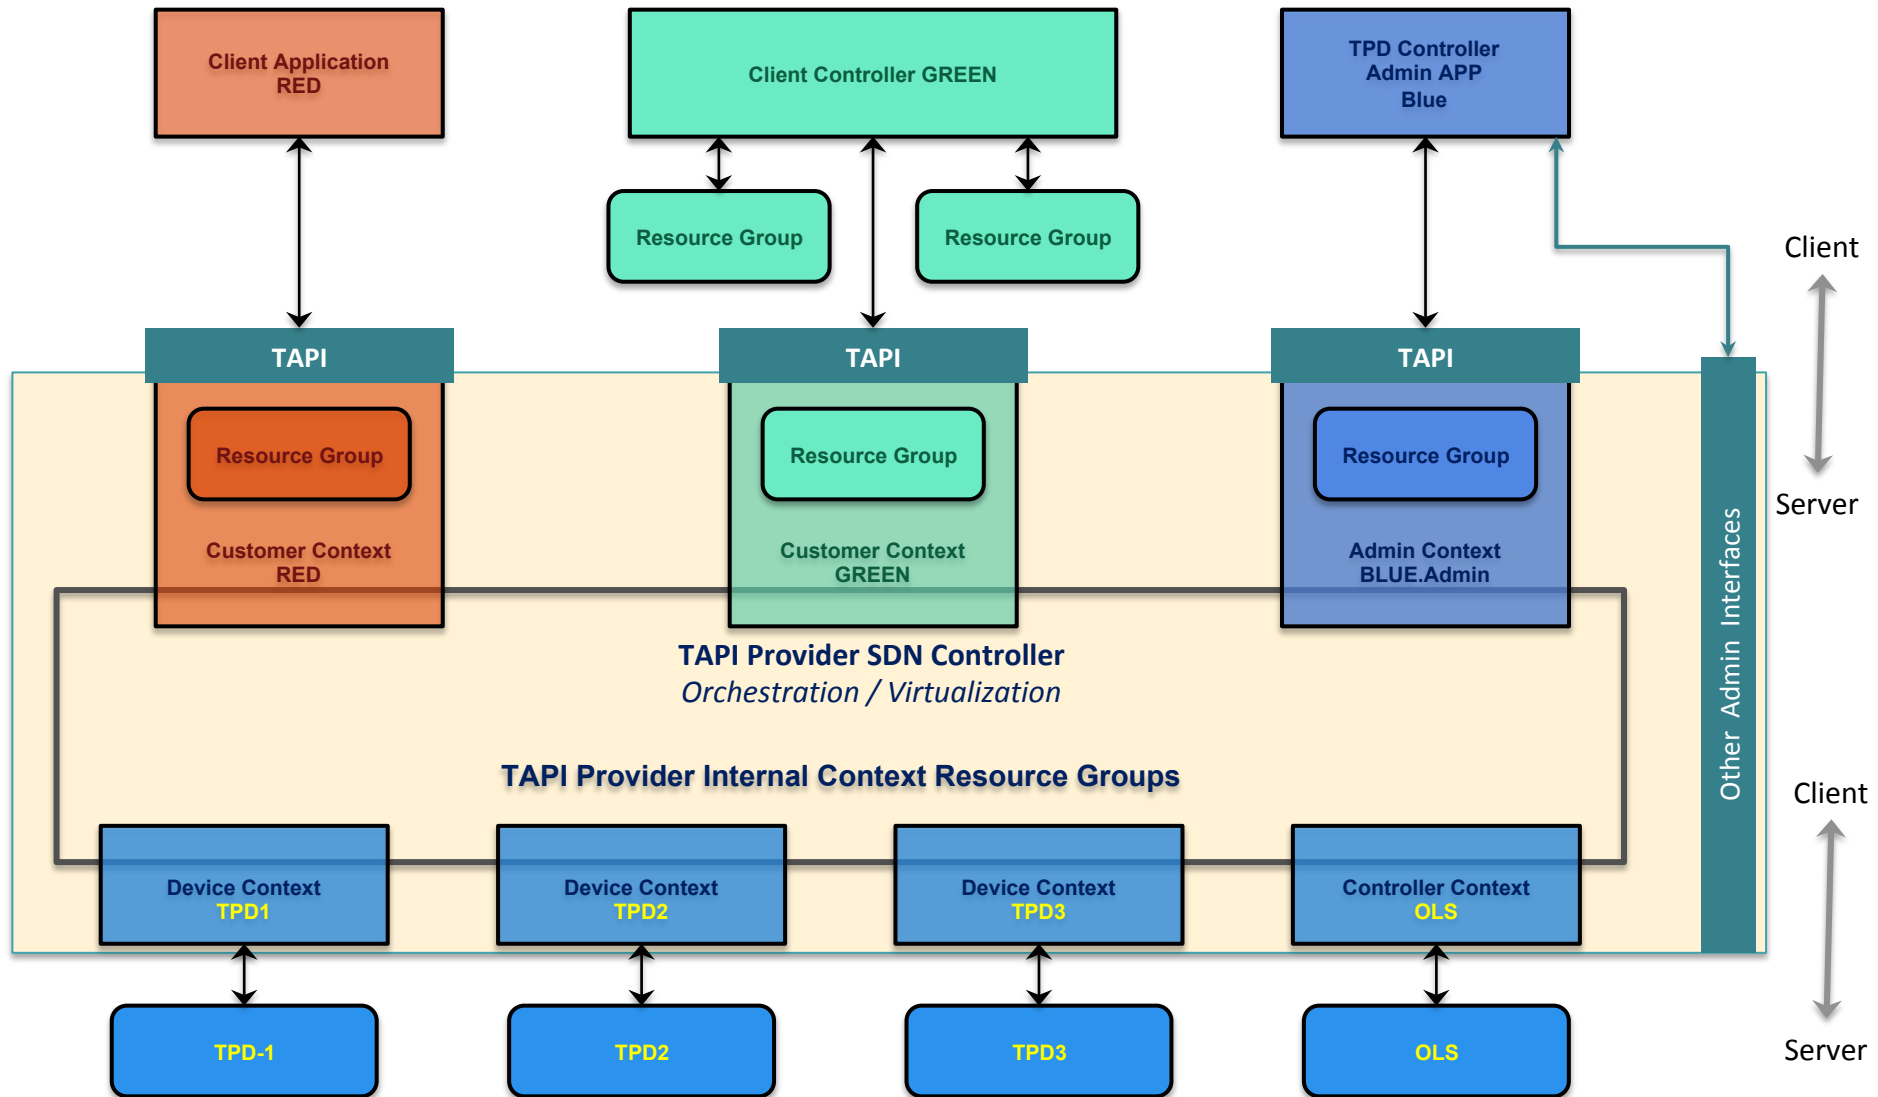 Client Application
RED
Client Controller GREEN
TPD Controller
Admin APP
Blue
Resource Group
Resource Group
Client
Server
TAPI
TAPI
TAPI
Resource Group
Resource Group
Resource Group
Customer Context
RED
Customer Context
GREEN
Admin Context
BLUE.Admin
Other Admin Interfaces
TAPI Provider SDN Controller
Orchestration / Virtualization
TAPI Provider Internal Context Resource Groups
Client
Server
Device Context
TPD1
Device Context
TPD2
Device Context
TPD3
Controller Context
OLS
TPD-1
TPD2
TPD3
OLS